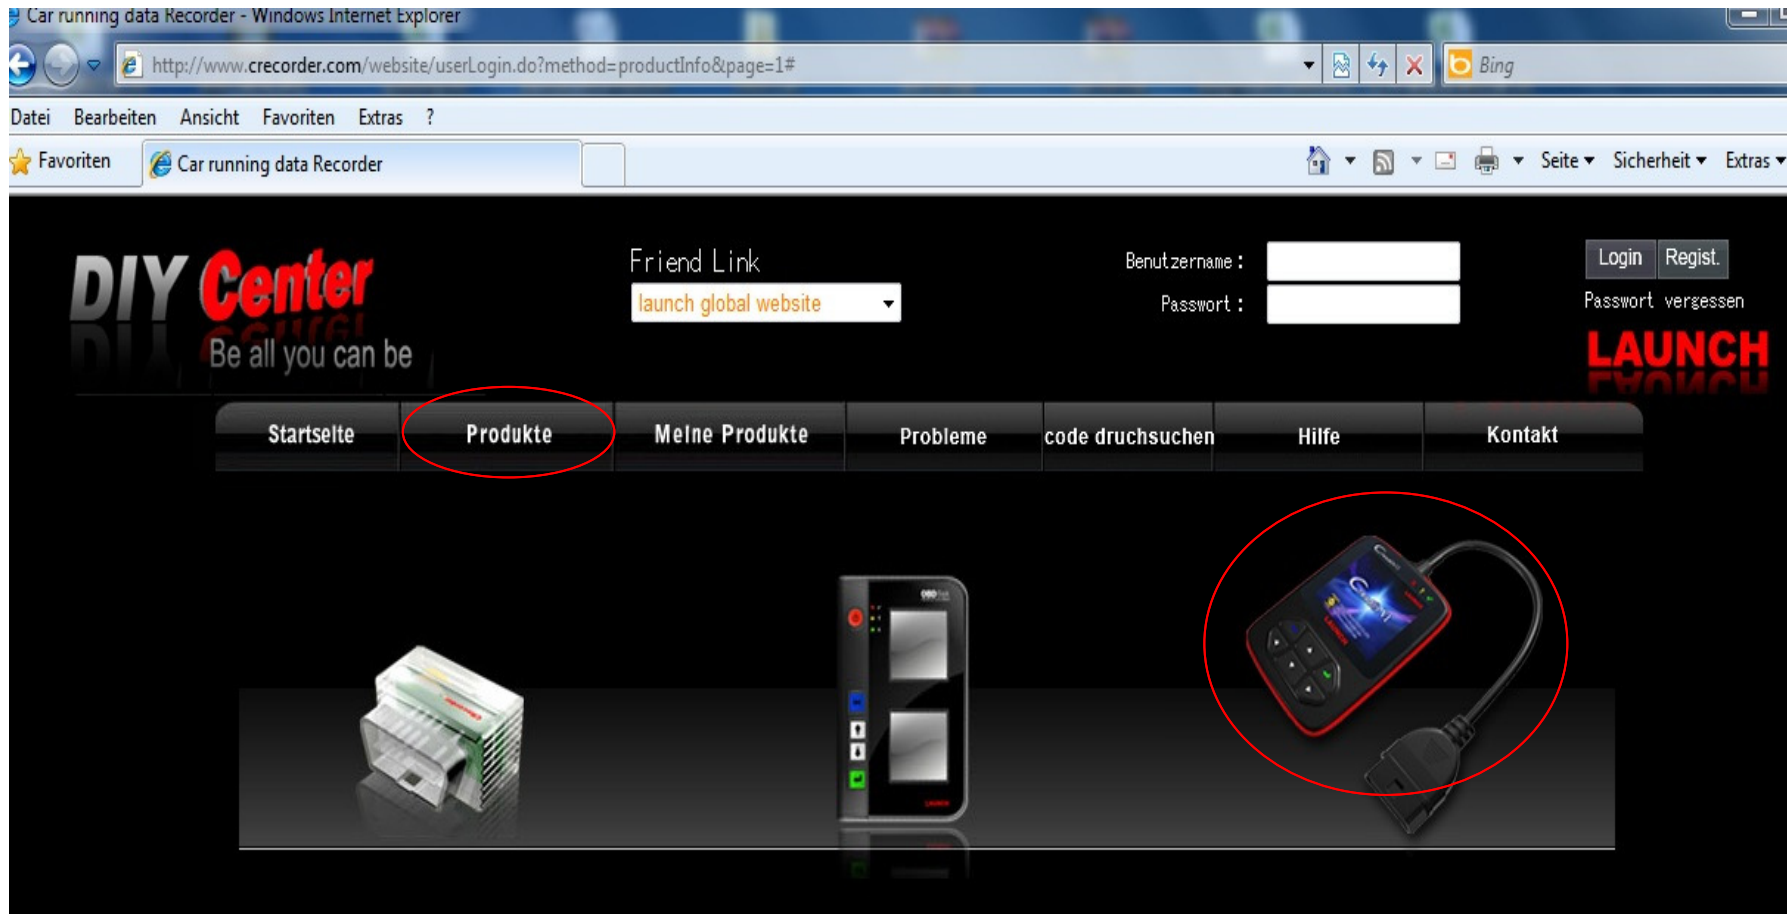 Car running data Recorder - Windows Internet Explorer
http://www.crecorder.com/website/userLogin.do?method=productInfo&page=1#
Bing
Datei Bearbeiten Ansicht Favoriten Extras ?
Favoriten Car running data Recorder Seite Sicherheit Extras
DIY Center
Be all you can be
Friend Link
launch global website
Benutzername :
Passwort :
Login Regist.
Passwort vergessen
LAUNCH
Startseite Produkte Meine Produkte Probleme code druchsuchen Hilfe Kontakt
LAUNCH
LAUNCH